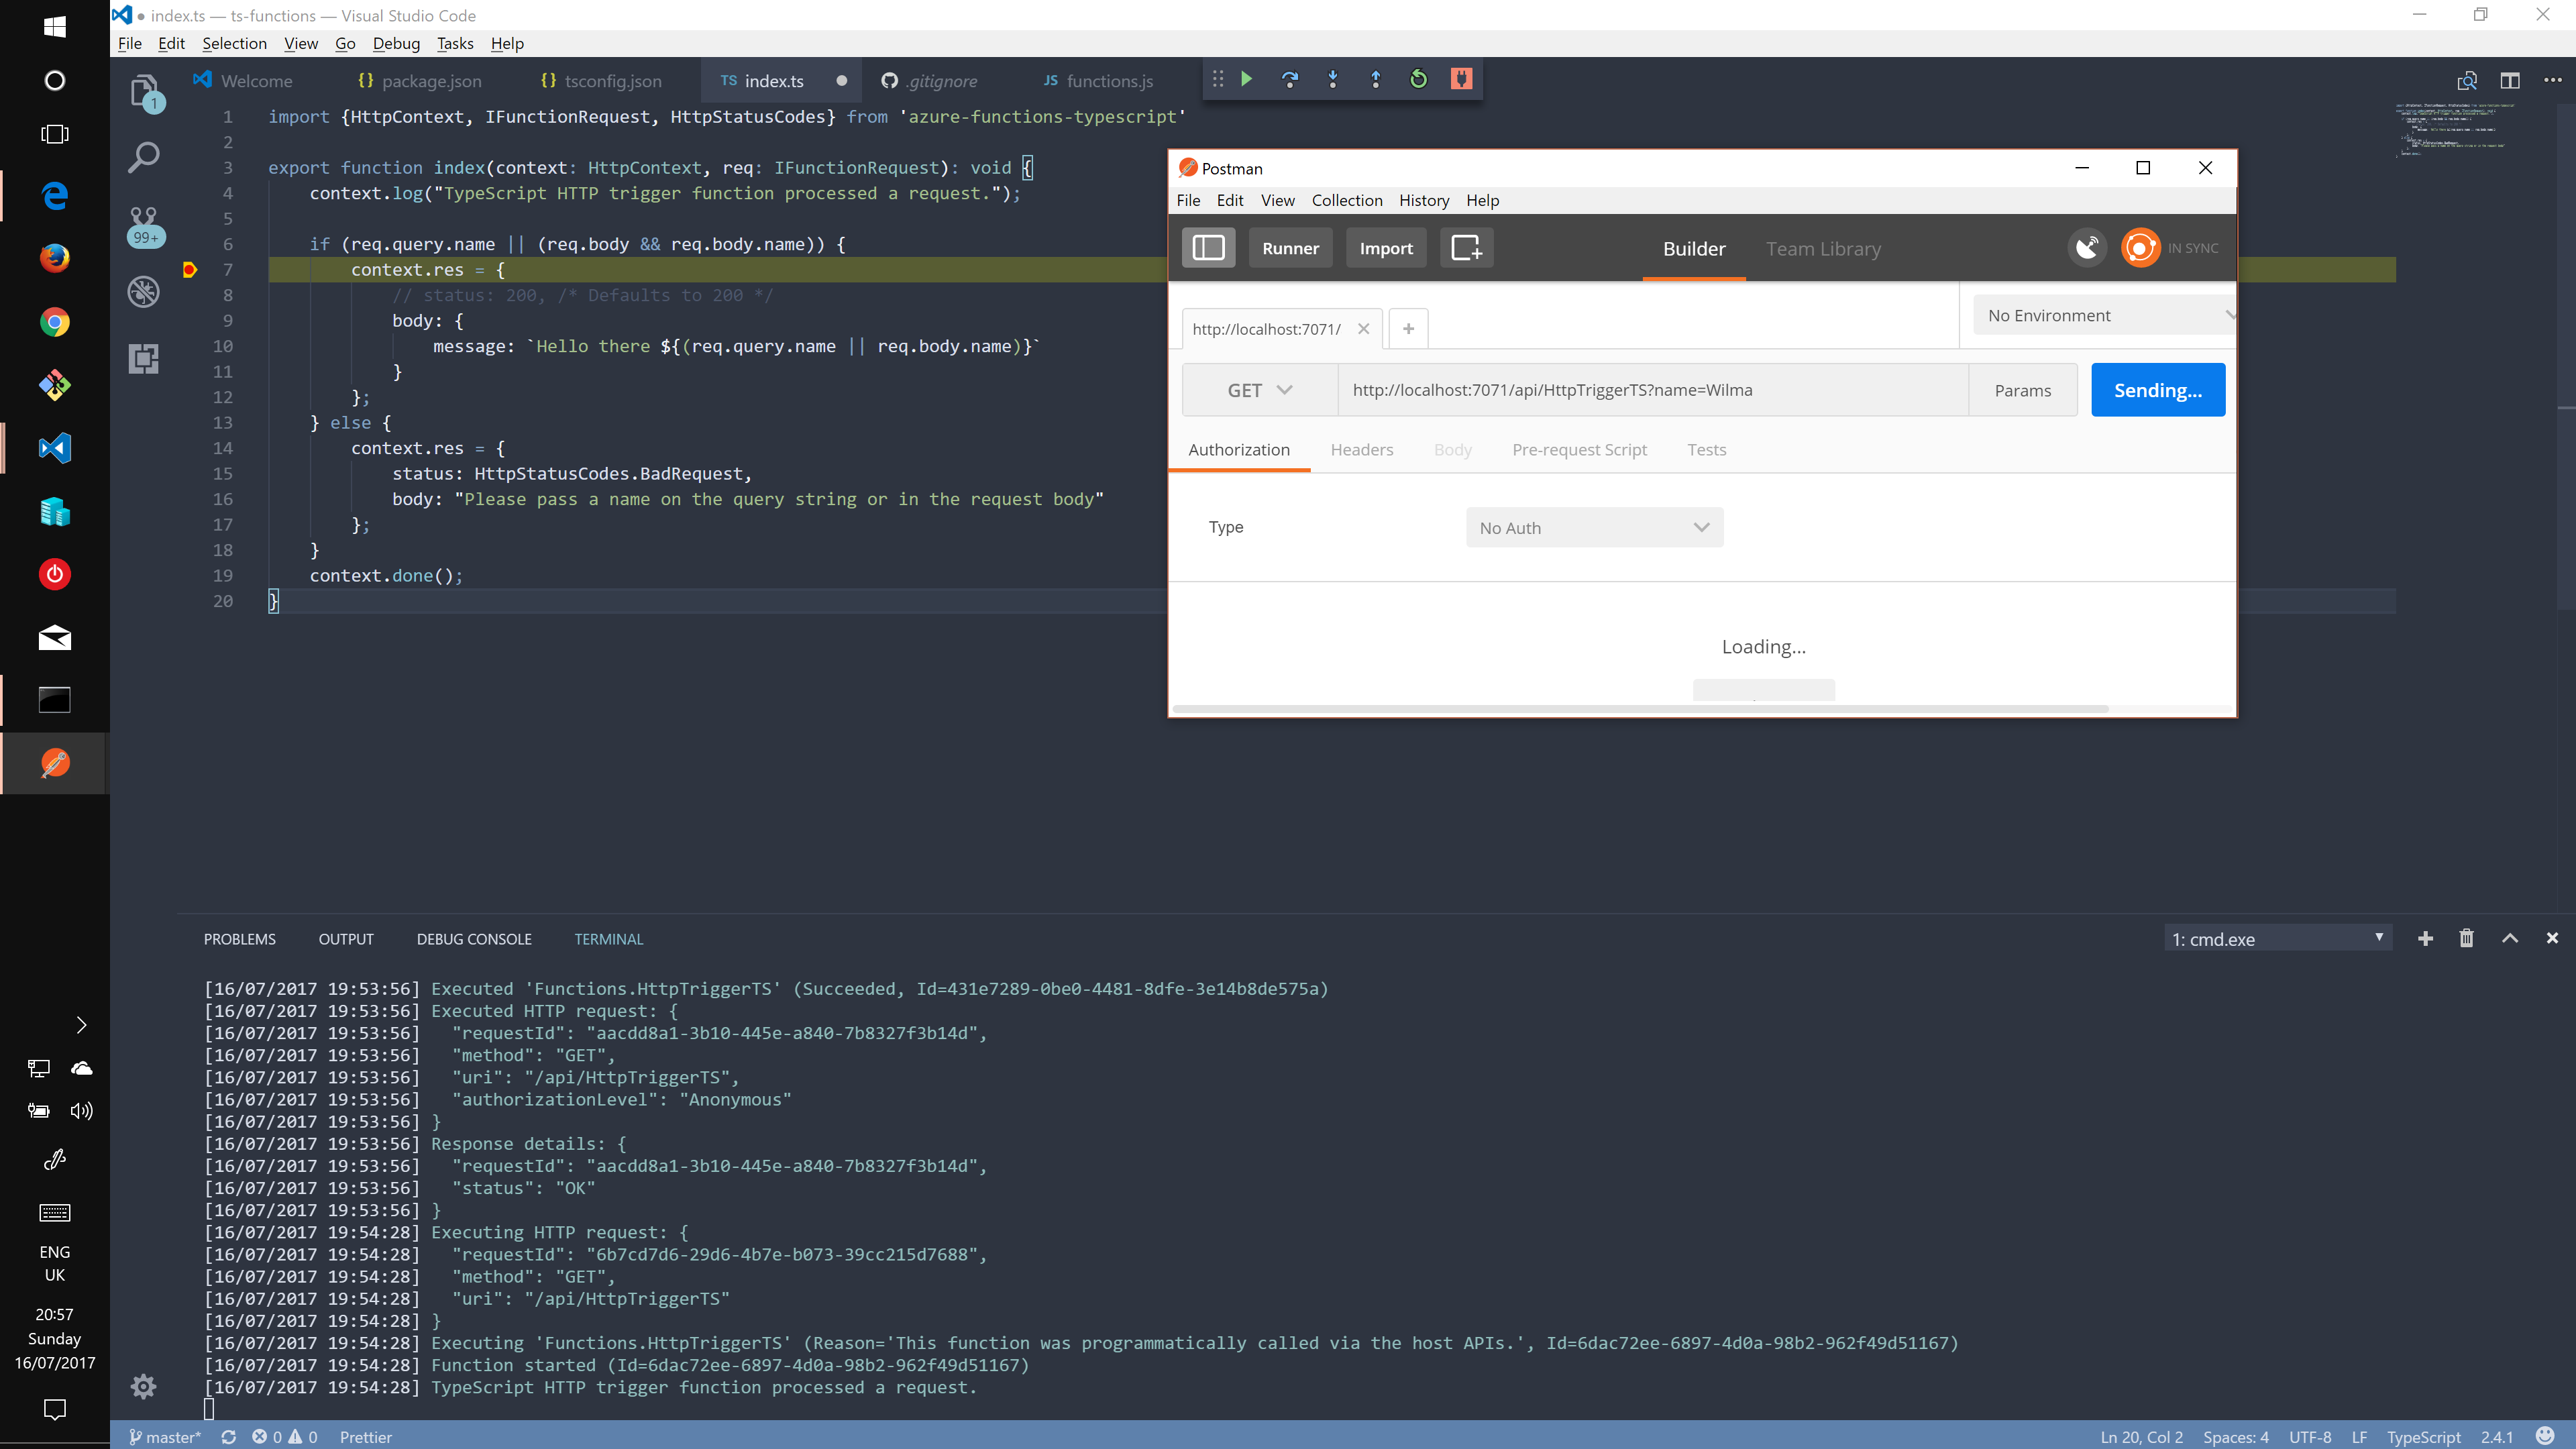 index.ts — ts-functions — Visual Studio Code
File Edit Selection View Go Debug Tasks Help
1
99+
Welcome
{} package.json
{} tsconfig.json
TS index.ts
.gitignore
JS functions.js
1 import {HttpContext, IFunctionRequest, HttpStatusCodes} from 'azure-functions-typescript'
2
3 export function index(context: HttpContext, req: IFunctionRequest): void {
4 context.log("TypeScript HTTP trigger function processed a request.");
5
6 if (req.query.name || (req.body && req.body.name)) {
7 context.res = {
8 // status: 200, /* Defaults to 200 */
9 body: {
10 message: `Hello there ${(req.query.name || req.body.name)}`
11 }
12 };
13 } else {
14 context.res = {
15 status: HttpStatusCodes.BadRequest,
16 body: "Please pass a name on the query string or in the request body"
17 };
18 }
19 context.done();
20 }
Postman
File Edit View Collection History Help
Runner Import Builder Team Library IN SYNC
http://localhost:7071/
No Environment
GET http://localhost:7071/api/HttpTriggerTS?name=Wilma Params Sending...
Authorization Headers Body Pre-request Script Tests
Type No Auth
Loading...
PROBLEMS OUTPUT DEBUG CONSOLE TERMINAL 1: cmd.exe
[16/07/2017 19:53:56] Executed 'Functions.HttpTriggerTS' (Succeeded, Id=431e7289-0be0-4481-8dfe-3e14b8de575a)
[16/07/2017 19:53:56] Executed HTTP request: {
[16/07/2017 19:53:56] "requestId": "aacdd8a1-3b10-445e-a840-7b8327f3b14d",
[16/07/2017 19:53:56] "method": "GET",
[16/07/2017 19:53:56] "uri": "/api/HttpTriggerTS",
[16/07/2017 19:53:56] "authorizationLevel": "Anonymous"
[16/07/2017 19:53:56] }
[16/07/2017 19:53:56] Response details: {
[16/07/2017 19:53:56] "requestId": "aacdd8a1-3b10-445e-a840-7b8327f3b14d",
[16/07/2017 19:53:56] "status": "OK"
[16/07/2017 19:53:56] }
[16/07/2017 19:54:28] Executing HTTP request: {
[16/07/2017 19:54:28] "requestId": "6b7cd7d6-29d6-4b7e-b073-39cc215d7688",
[16/07/2017 19:54:28] "method": "GET",
[16/07/2017 19:54:28] "uri": "/api/HttpTriggerTS"
[16/07/2017 19:54:28] }
[16/07/2017 19:54:28] Executing 'Functions.HttpTriggerTS' (Reason='This function was programmatically called via the host APIs.', Id=6dac72ee-6897-4d0a-98b2-962f49d51167)
[16/07/2017 19:54:28] Function started (Id=6dac72ee-6897-4d0a-98b2-962f49d51167)
[16/07/2017 19:54:28] TypeScript HTTP trigger function processed a request.
ENG
UK
20:57
Sunday
16/07/2017
master* 0 0 Prettier Ln 20, Col 2 Spaces: 4 UTF-8 LF TypeScript 2.4.1